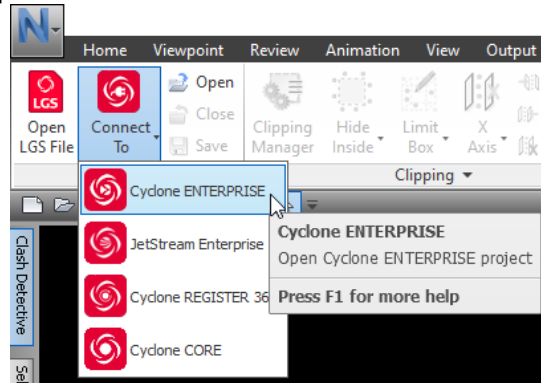 N
Home Viewpoint Review Animation View Output
LGS
Open
LGS File
Connect
To
Open
Close
Save
Clipping
Manager
Hide
Inside
Limit
Box
X
Axis
Clipping
Cyclone ENTERPRISE
JetStream Enterprise
Cyclone REGISTER 36
Cyclone CORE
Cyclone ENTERPRISE
Open Cyclone ENTERPRISE project
Press F1 for more help
Clash Detective
Sel